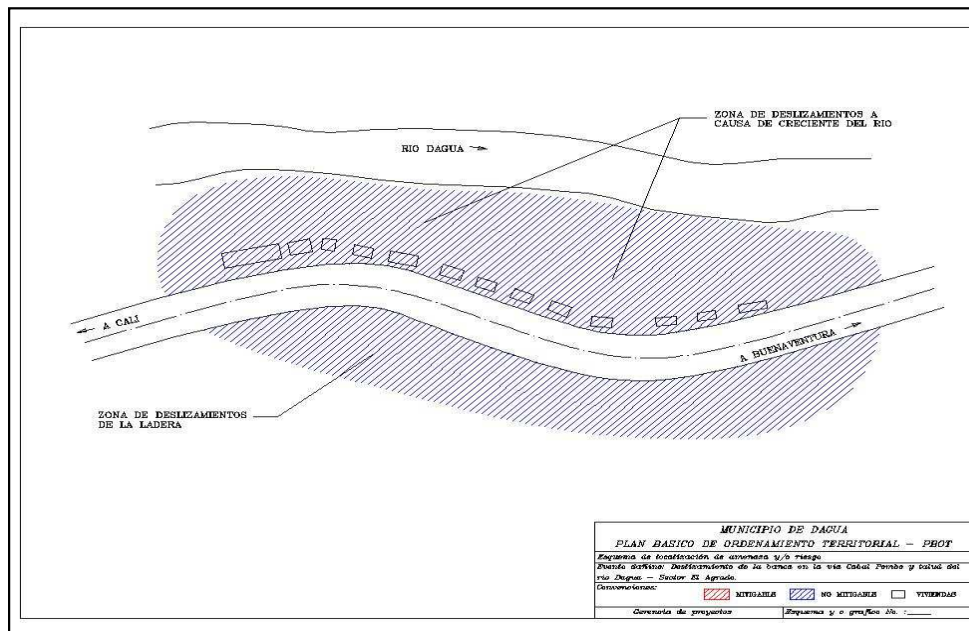 ZONA DE DESLIZAMIENTOS A
CAUSA DE CRECIENTE DEL RIO
RIO DAGUA
A CALI
A BUENAVENTURA
ZONA DE DESLIZAMIENTOS
DE LA LADERA
MUNICIPIO DE DAGUA
PLAN BASICO DE ORDENAMIENTO TERRITORIAL - PBOT
Esquema de localización de amenaza y/o riesgo
Evento dañino: Deslizamiento de la banca en la via Cabal Pombo y talud del
rio Dagua - Sector El Agrado.
Convenciones:
MITIGABLE NO MITIGABLE VIVIENDAS
Gerencia de proyectos Esquema y o grafico No. :____